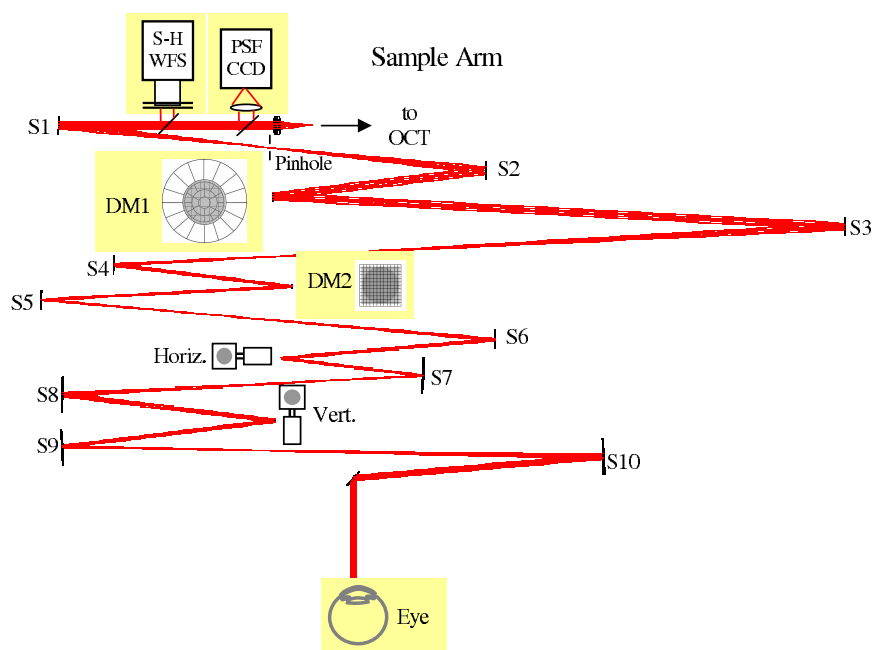 S-H
WFS
PSF
CCD
Sample Arm
S1
to
OCT
Pinhole
S2
DM1
S3
S4
DM2
S5
S6
Horiz.
S7
S8
Vert.
S9
S10
Eye